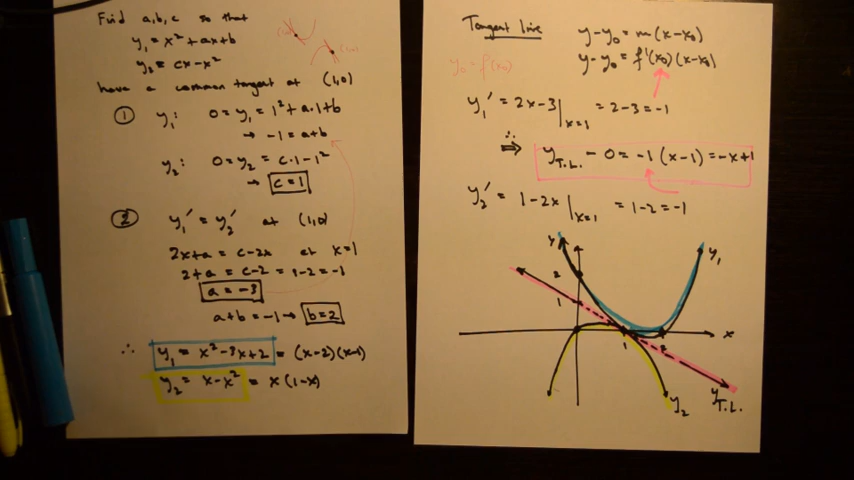 Find a, b, c so that
y₁ = x² + ax + b
y₂ = cx - x²
have a common tangent at (1,0)
① y₁: 0 = y₁ = 1² + a·1 + b
→ -1 = a+b
y₂: 0 = y₂ = c·1 - 1²
→ c = 1
② y₁' = y₂' at (1,0)
2x+a = c-2x at x=1
2+a = c-2 = 1-2 = -1
a = -3
a+b = -1 → b=2
∴ y₁ = x² - 3x + 2 = (x-2)(x-1)
y₂ = x - x² = x(1-x)
Tangent line y-y₀ = m(x-x₀)
y₀ = f(x₀) y-y₀ = f'(x₀)(x-x₀)
y₁' = 2x-3|ₓ₌₁ = 2-3 = -1
∴ ⇒ y_T.L. - 0 = -1(x-1) = -x+1
y₂' = 1-2x|ₓ₌₁ = 1-2 = -1
y
y₁
2
1
x
1
2
y₂
y_T.L.